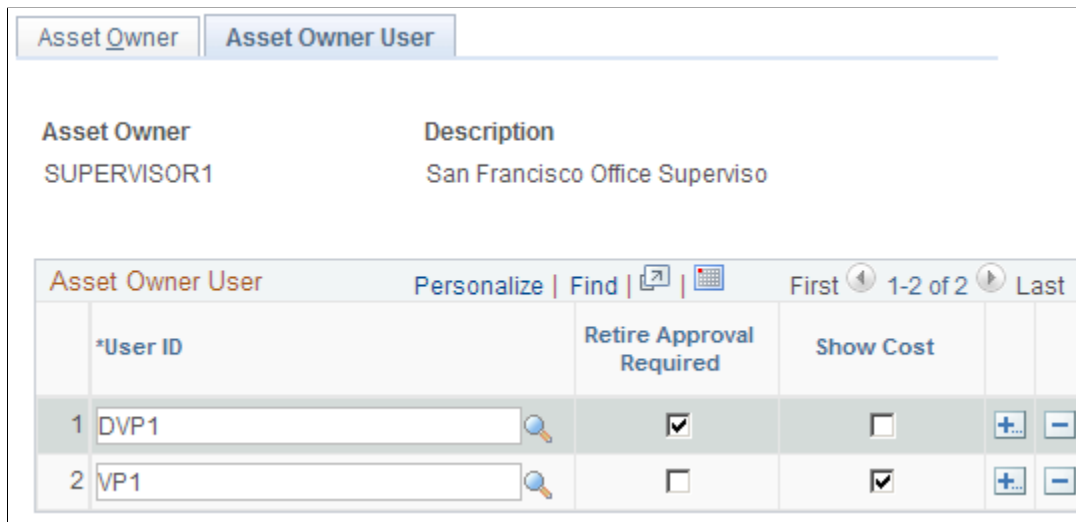 Asset Owner Asset Owner User
Asset Owner Description
SUPERVISOR1 San Francisco Office Superviso
Asset Owner User Personalize | Find | | First 1-2 of 2 Last
*User ID Retire Approval Required Show Cost
1 DVP1
2 VP1